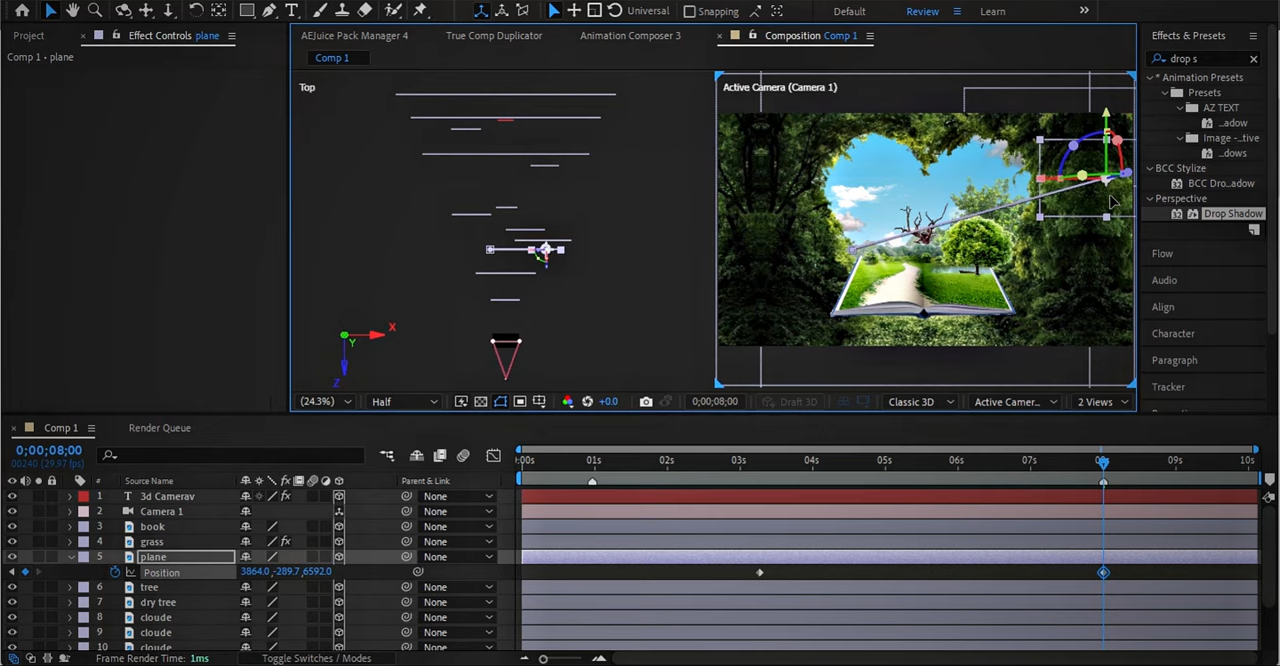 Universal Snapping Default Review Learn
Project Effect Controls plane AEJuice Pack Manager 4 True Comp Duplicator Animation Composer 3 Composition Comp 1 Effects & Presets
Comp 1 • plane Comp 1 drop s
Top Active Camera (Camera 1)
* Animation Presets
Presets
AZ TEXT
...adow
Image -...tive
...dows
BCC Stylize
BCC Dro...adow
Perspective
Drop Shadow
Flow
Audio
Align
Character
Paragraph
Tracker
X
Y
Z
(24.3%) Half +0.0 0;00;08;00 Draft 3D Classic 3D Active Camer... 2 Views
Comp 1 Render Queue
0;00;08;00
00240 (29.97 fps)
:00s 01s 02s 03s 04s 05s 06s 07s 10s
# Source Name fx Parent & Link
1 T 3d Camerav fx None
2 Camera 1 None
3 book None
4 grass fx None
5 plane None
Position 3864.0,-289.7,6592.0
6 tree None
7 dry tree None
8 cloude None
9 cloude None
10 cloude None
Frame Render Time: 1ms Toggle Switches / Modes